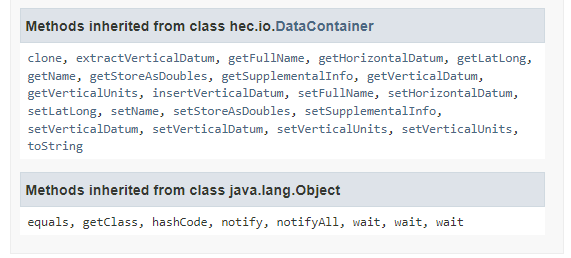 Methods inherited from class hec.io.DataContainer
clone, extractVerticalDatum, getFullName, getHorizontalDatum, getLatLong,
getName, getStoreAsDoubles, getSupplementalInfo, getVerticalDatum,
getVerticalUnits, insertVerticalDatum, setFullName, setHorizontalDatum,
setLatLong, setName, setStoreAsDoubles, setSupplementalInfo,
setVerticalDatum, setVerticalDatum, setVerticalUnits, setVerticalUnits,
toString
Methods inherited from class java.lang.Object
equals, getClass, hashCode, notify, notifyAll, wait, wait, wait